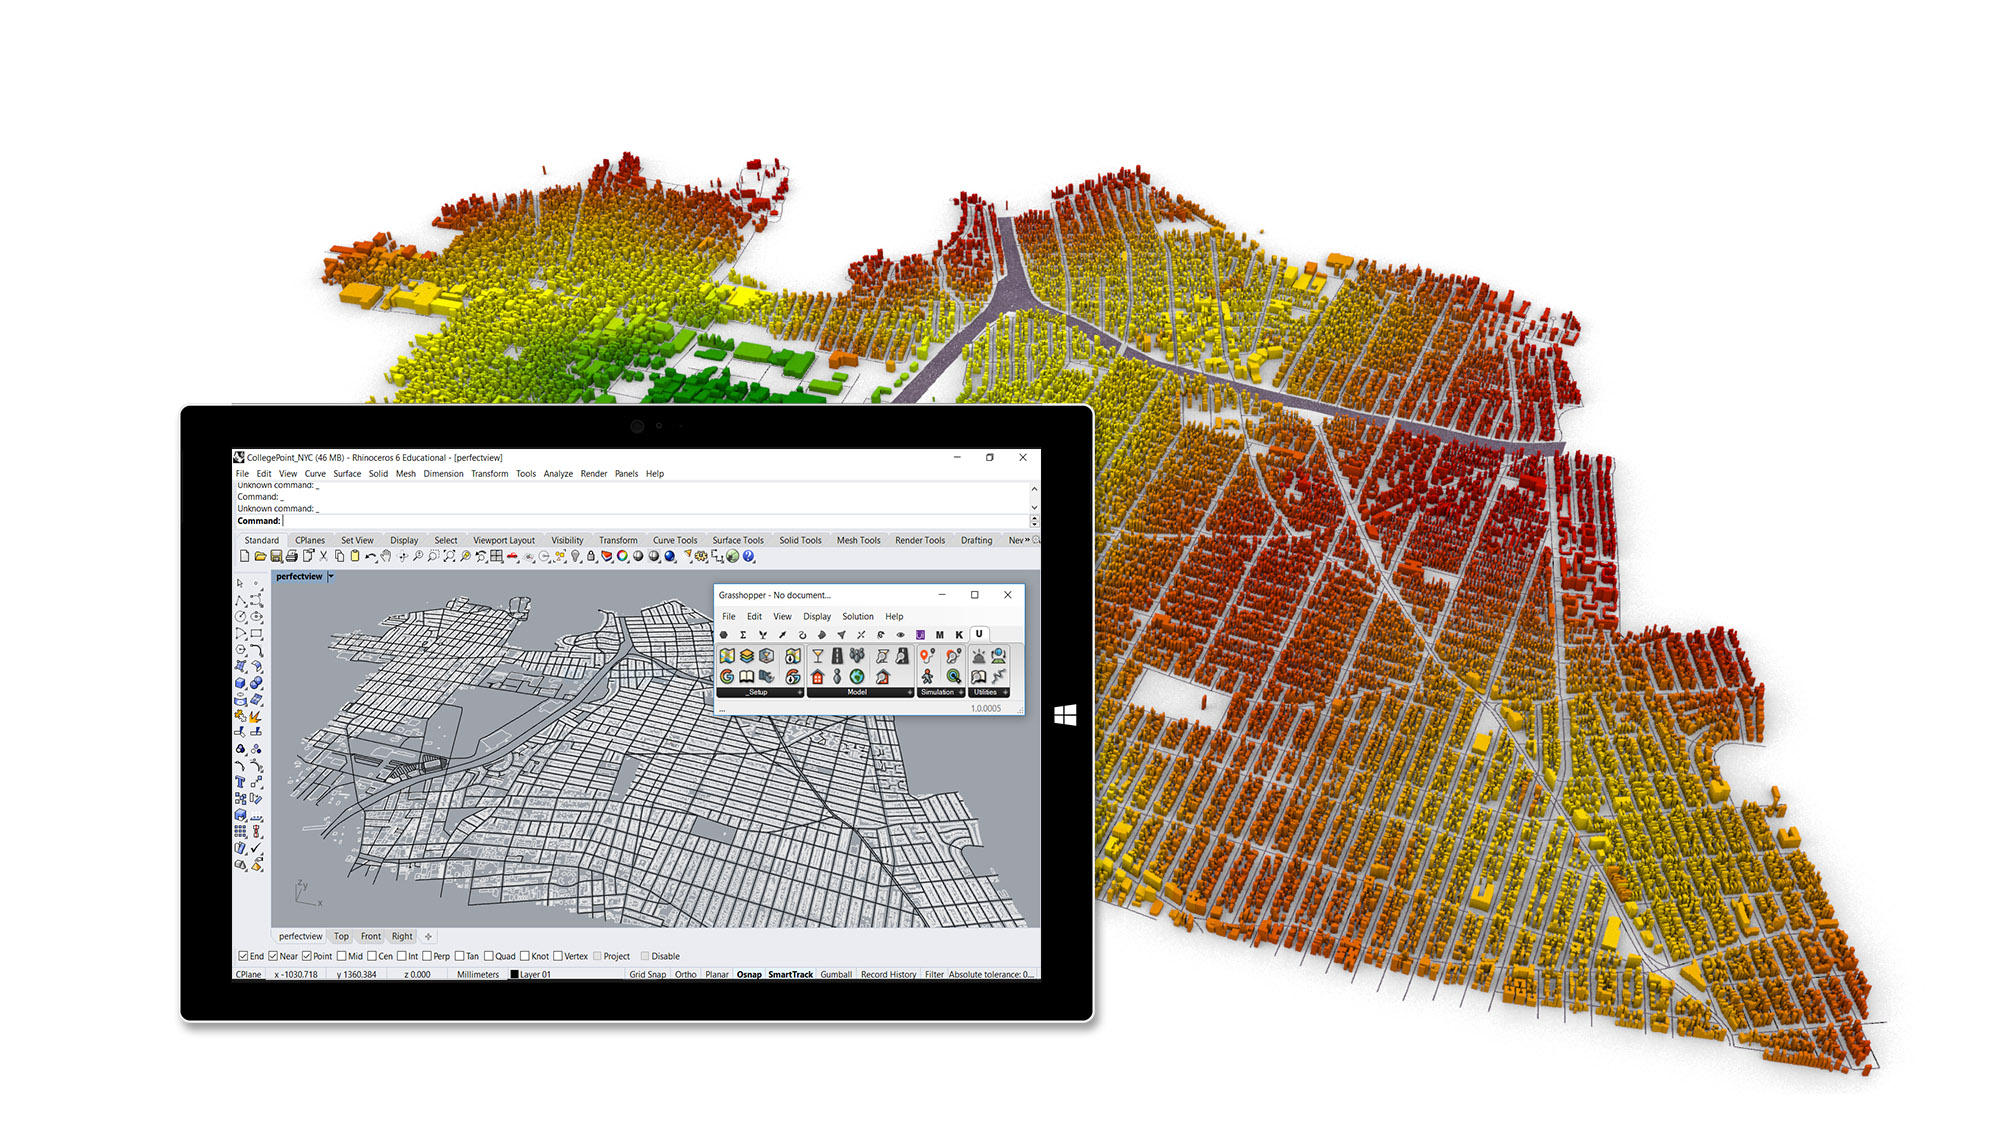 CollegePoint_NYC (46 MB) - Rhinoceros 6 Educational - [perfectview]
File Edit View Curve Surface Solid Mesh Dimension Transform Tools Analyze Render Panels Help
Unknown command: _
Command: _
Unknown command: _
Command:
Standard CPlanes Set View Display Select Viewport Layout Visibility Transform Curve Tools Surface Tools Solid Tools Mesh Tools Render Tools Drafting Nev »
perfectview
Grasshopper - No document...
File Edit View Display Solution Help
M K U
_Setup + Model + Simulation + Utilities +
... 1.0.0005
z y x
perfectview Top Front Right
End Near Point Mid Cen Int Perp Tan Quad Knot Vertex Project Disable
CPlane x -1030.718 y 1360.384 z 0.000 Millimeters Layer 01 Grid Snap Ortho Planar Osnap SmartTrack Gumball Record History Filter Absolute tolerance: 0...